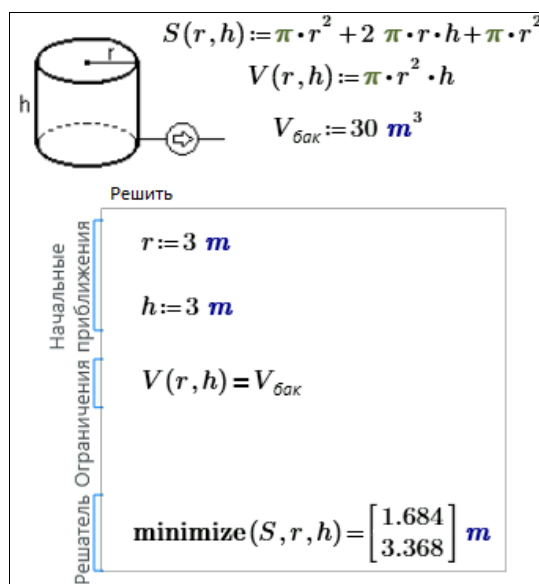 S(r,h):=π⋅r²+2 π⋅r⋅h+π⋅r²
r
V(r,h):=π⋅r²⋅h
h
V_бак:=30 m³
Решить
Начальные приближения
r:=3 m
h:=3 m
Ограничения
V(r,h)=V_бак
Решатель
minimize(S,r,h)=[1.684
3.368] m